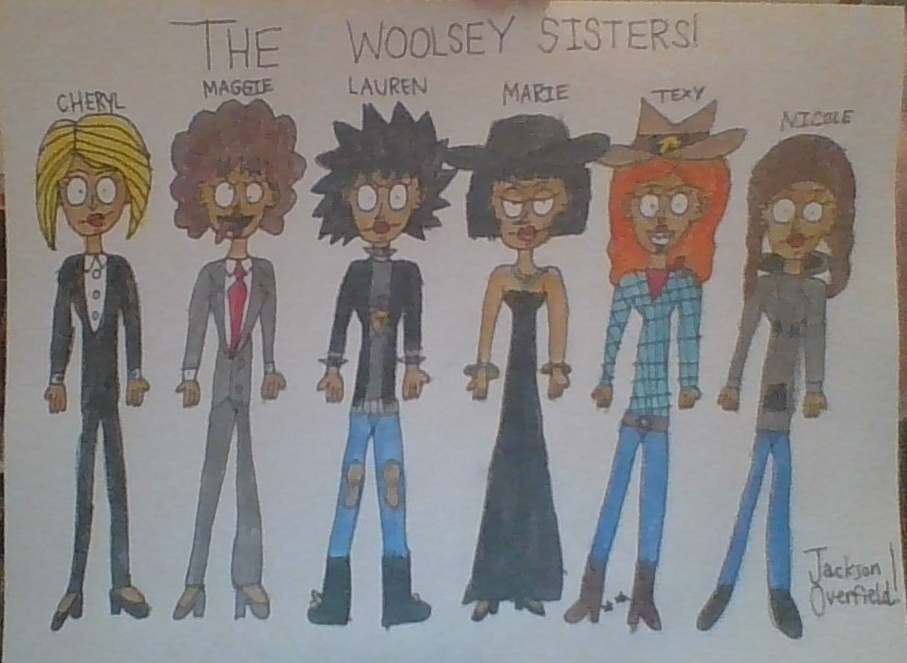 THE WOOLSEY SISTERS!
CHERYL
MAGGIE
LAUREN
MARIE
TEXY
NICOLE
Jackson
Overfield!